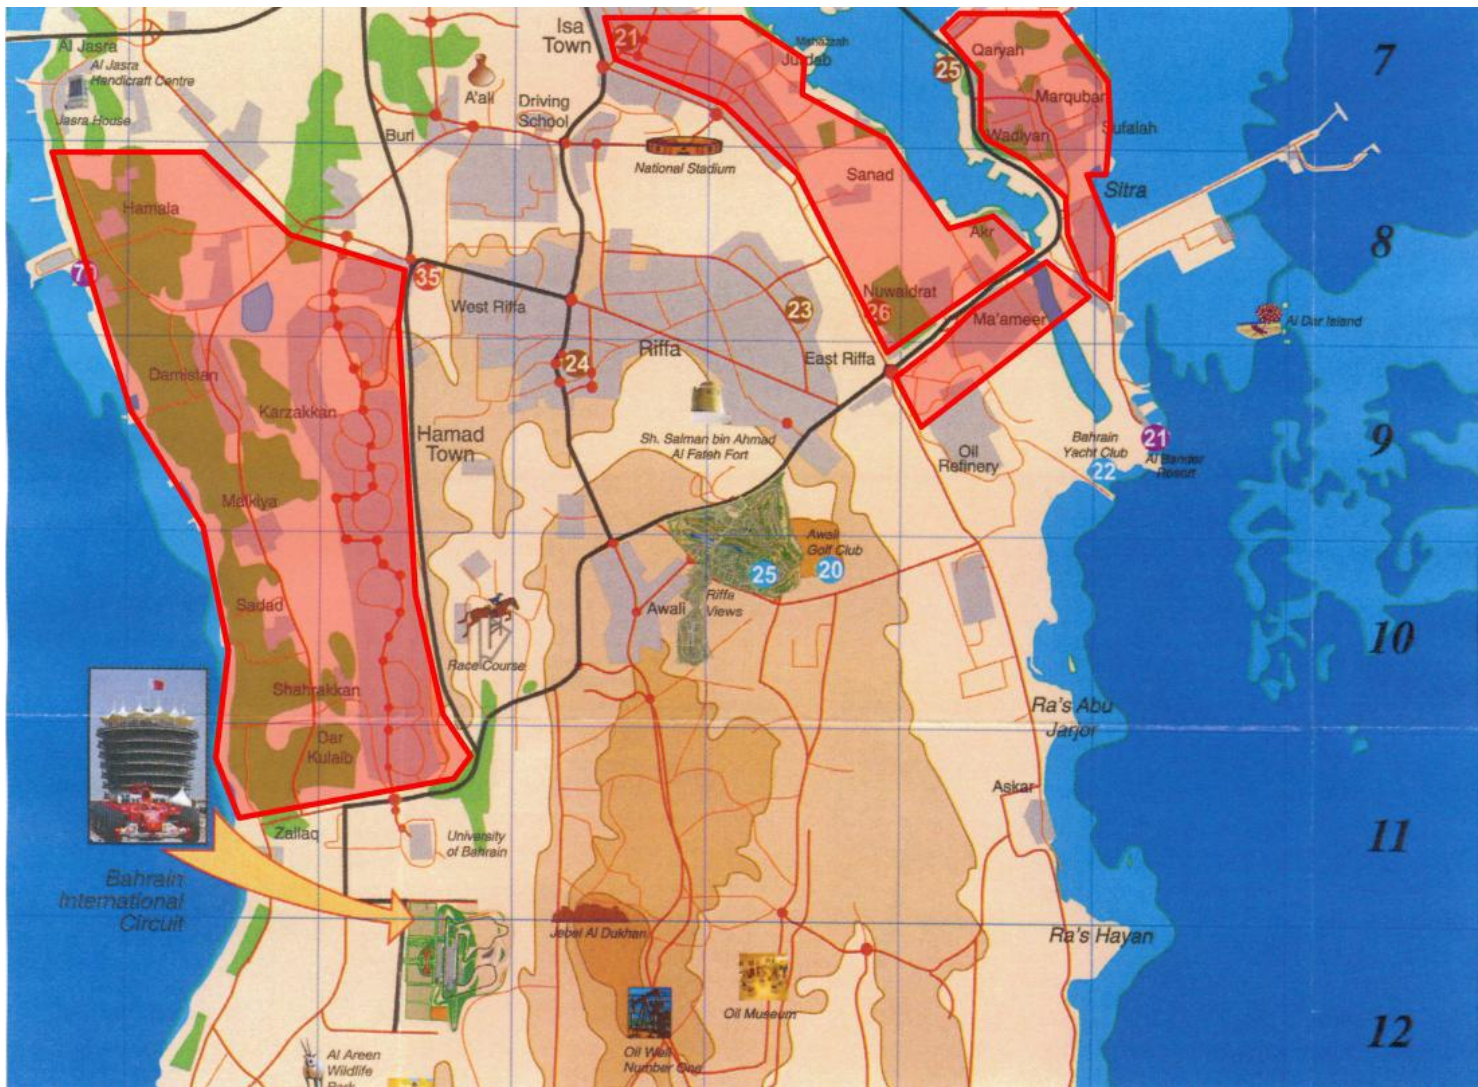 Isa
Town
21
Mahazzah
Jurdab
Qaryah
25
7
Al Jasra
Al Jasra
Handicraft Centre
Jasra House
A'ali
Driving
School
Buri
Marquban
Sufalah
Wadiyan
National Stadium
Sanad
Sitra
Hamala
Akr
8
35
West Riffa
23
Nuwaidrat
26
Ma'ameer
Al Dar Island
Riffa
East Riffa
24
Damistan
Karzakkan
Hamad
Town
Sh. Salman bin Ahmad
Al Fateh Fort
Oil
Refinery
Bahrain
Yacht Club
22
21
Al Bander
Resort
9
Malkiya
Awali
Golf Club
25
20
Riffa
Views
Sadad
Awali
Race Course
10
Shahrakkan
Ra's Abu
Jarjor
Dar
Kulaib
Askar
Zallaq
University
of Bahrain
11
Bahrain
International
Circuit
Jebel Al Dukhan
Ra's Hayan
Oil Museum
Oil Well
Number One
12
Al Areen
Wildlife
Park